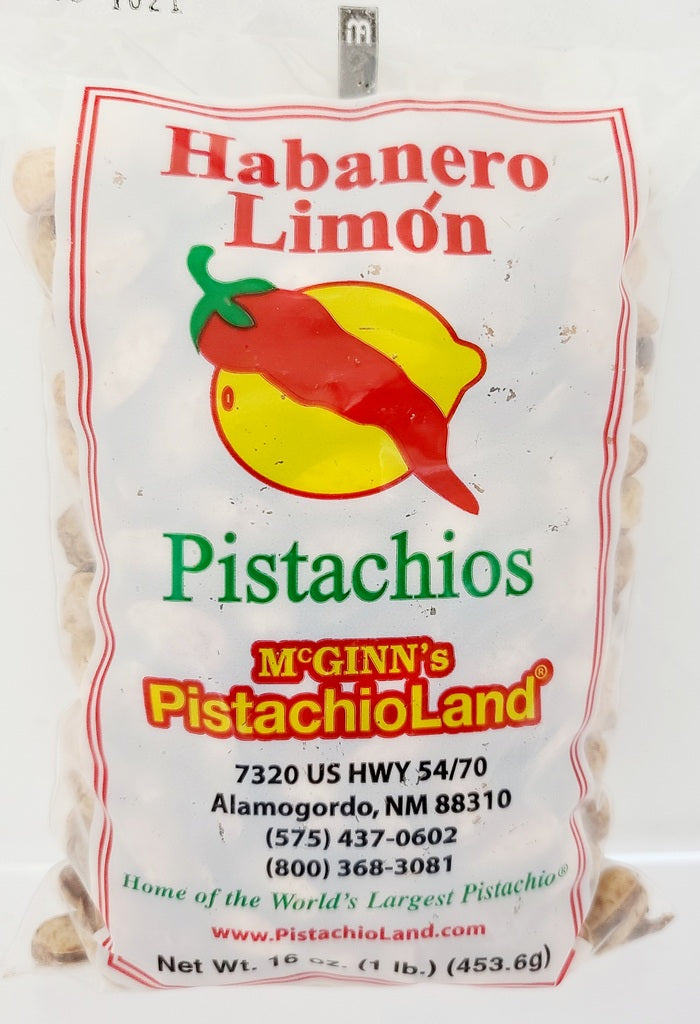 Habanero
Limón
Pistachios
McGINN's
PistachioLand®
7320 US HWY 54/70
Alamogordo, NM 88310
(575) 437-0602
(800) 368-3081
Home of the World's Largest Pistachio®
www.PistachioLand.com
Net Wt. 16 oz. (1 lb.) (453.6g)